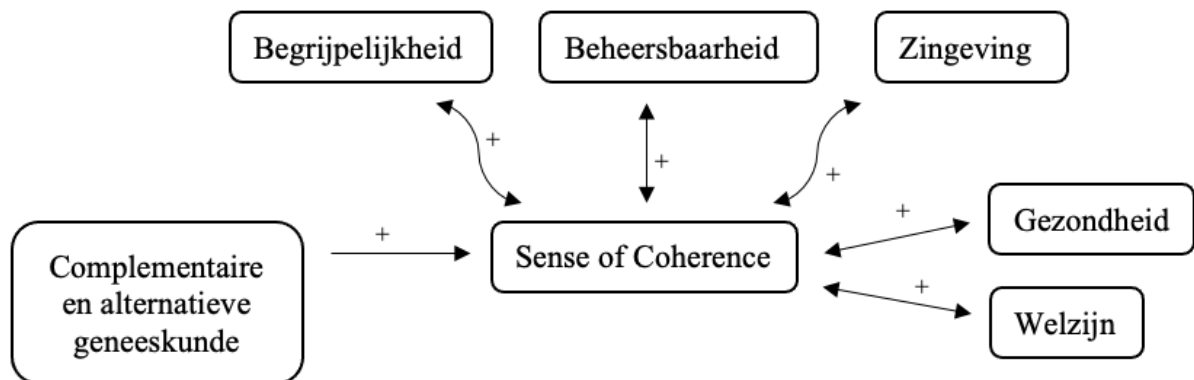 Begrijpelijkheid
Beheersbaarheid
Zingeving
+
+
+
Complementaire
en alternatieve
geneeskunde
+
Sense of Coherence
+
Gezondheid
+
Welzijn